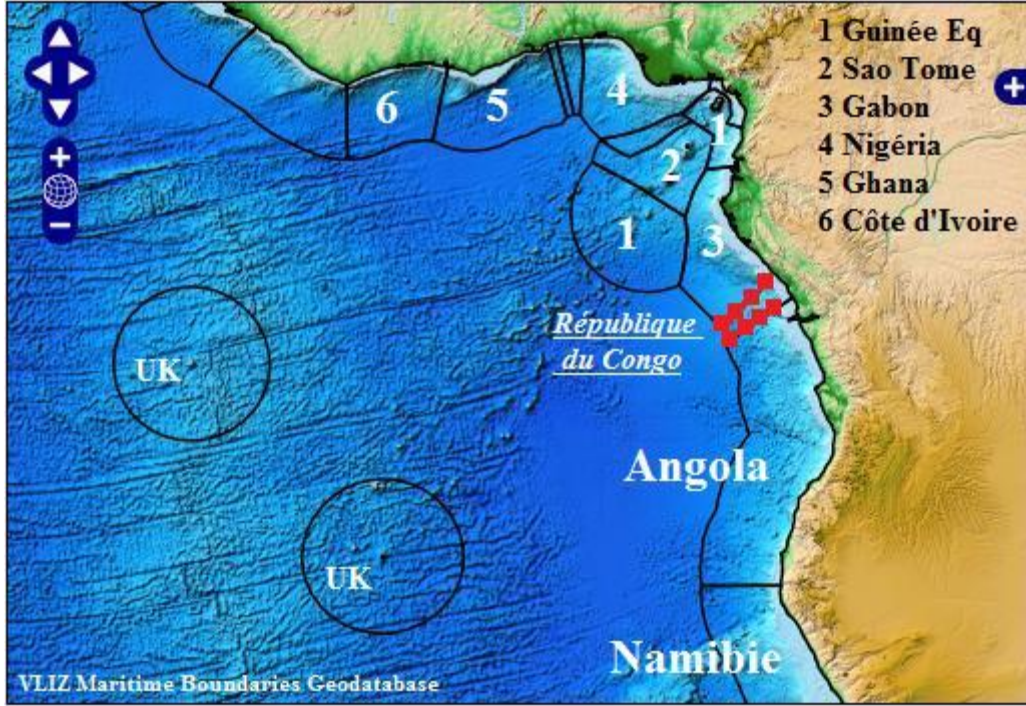 1 Guinée Eq
2 Sao Tome
3 Gabon
4 Nigéria
5 Ghana
6 Côte d'Ivoire
6
5
4
1
2
1
3
République
du Congo
UK
Angola
UK
Namibie
VLIZ Maritime Boundaries Geodatabase